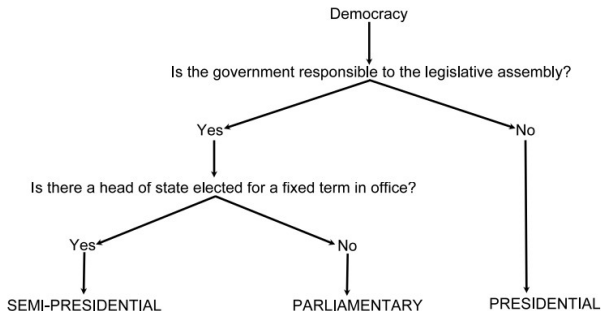 Democracy
Is the government responsible to the legislative assembly?
Yes
No
Is there a head of state elected for a fixed term in office?
Yes
No
SEMI-PRESIDENTIAL
PARLIAMENTARY
PRESIDENTIAL